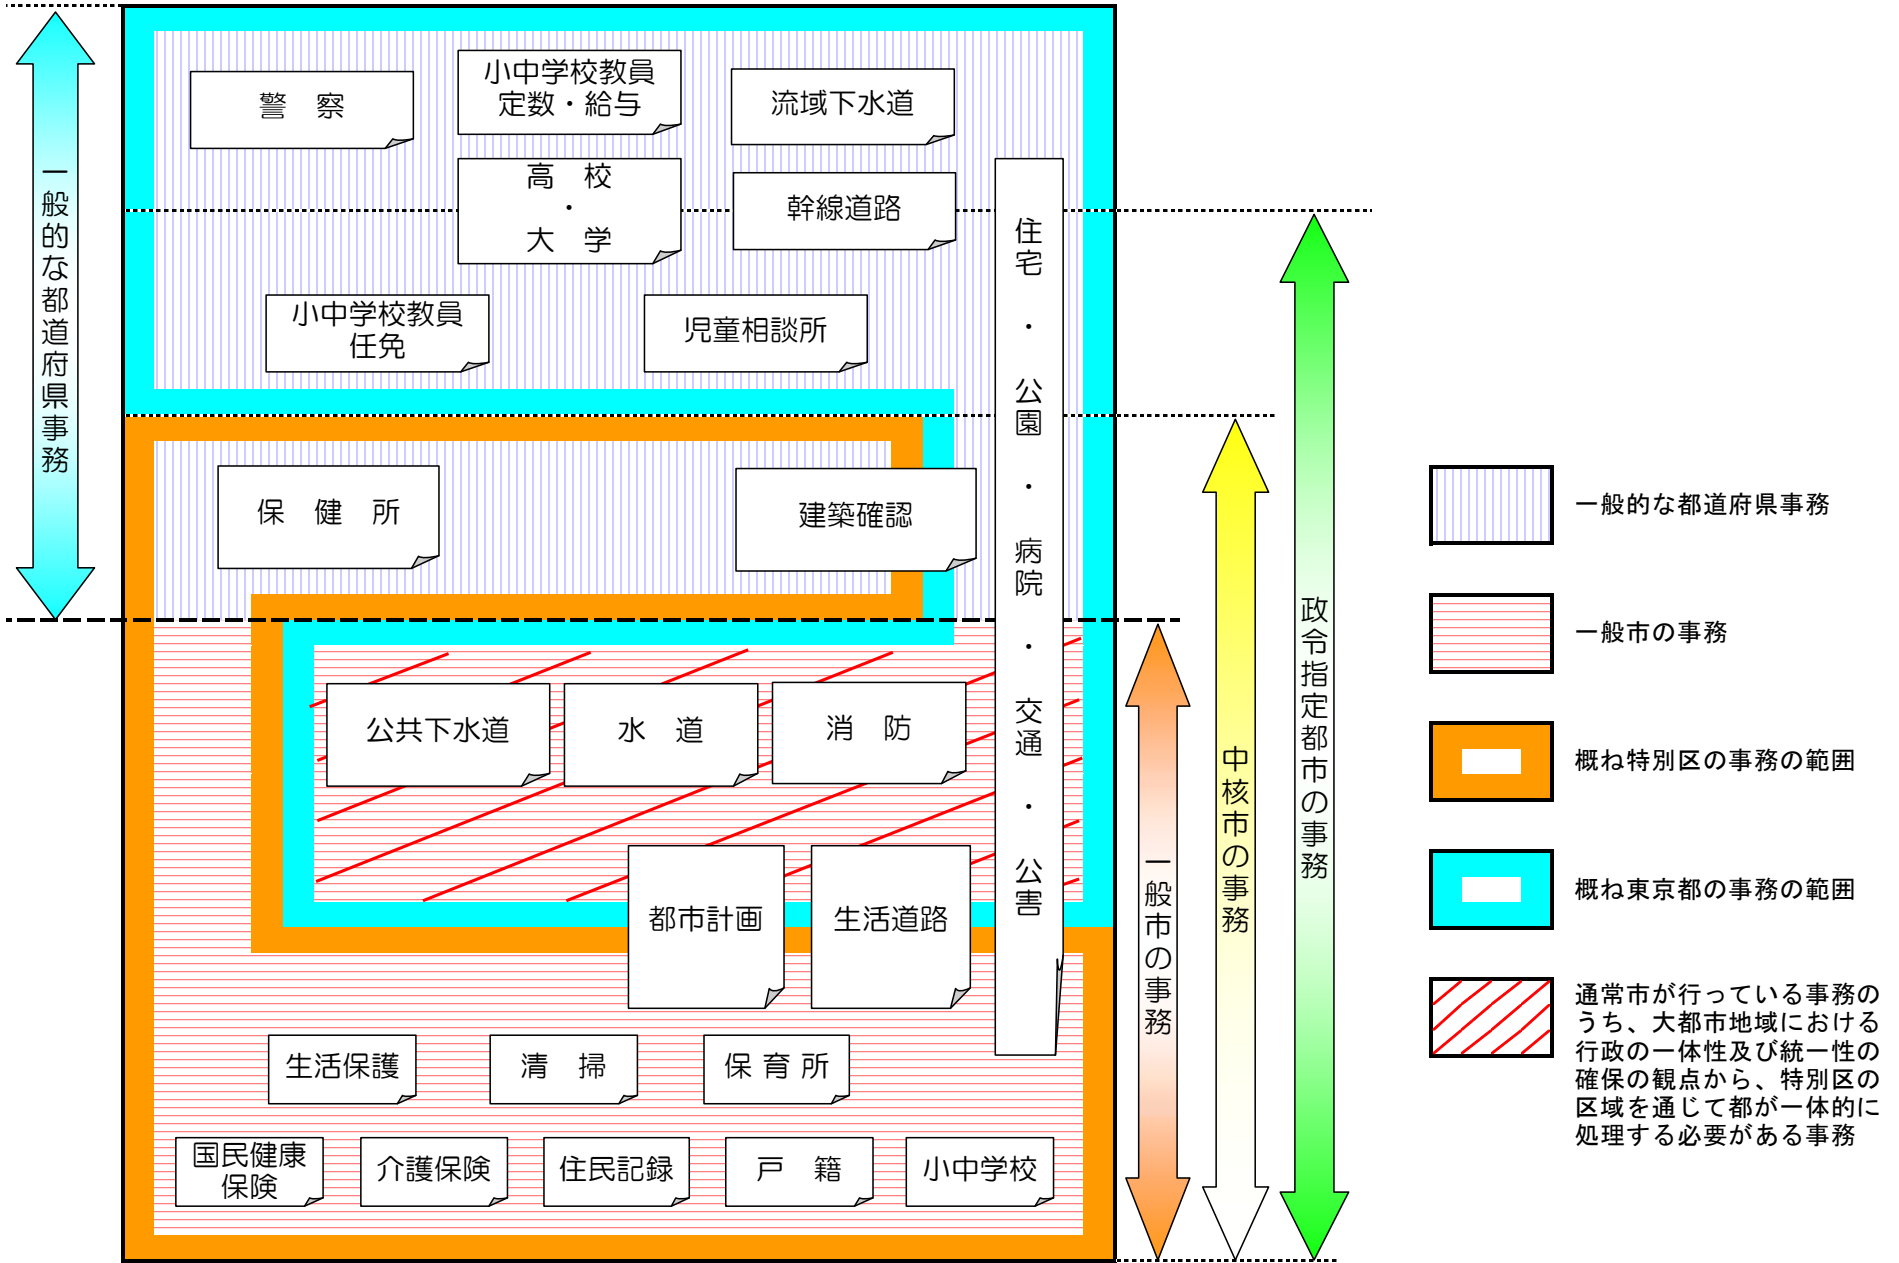 一般的な都道府県事務
警　察
小中学校教員
定数・給与
流域下水道
高　校
・
大　学
幹線道路
小中学校教員
任免
児童相談所
住宅・公園・病院・交通・公害
保　健　所
建築確認
公共下水道
水　道
消　防
都市計画
生活道路
生活保護
清　掃
保 育 所
国民健康
保険
介護保険
住民記録
戸　籍
小中学校
一般市の事務
中核市の事務
政令指定都市の事務
一般的な都道府県事務
一般市の事務
概ね特別区の事務の範囲
概ね東京都の事務の範囲
通常市が行っている事務の
うち、大都市地域における
行政の一体性及び統一性の
確保の観点から、特別区の
区域を通じて都が一体的に
処理する必要がある事務